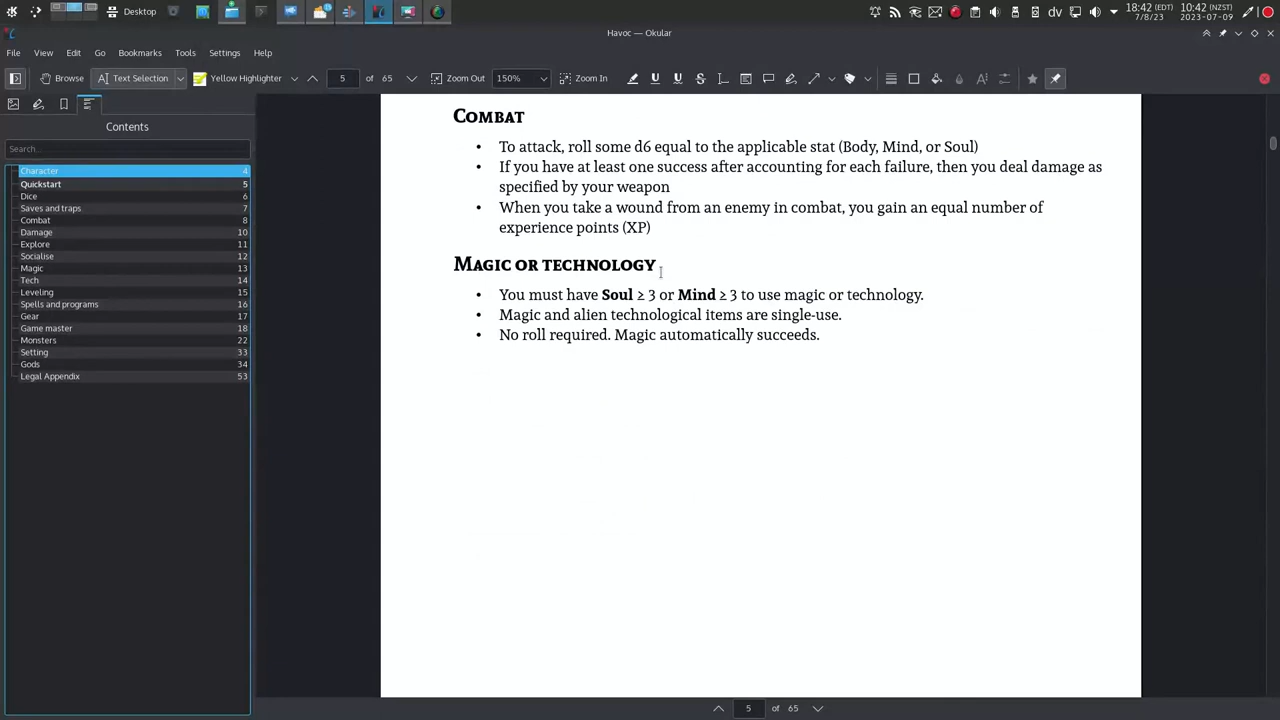 Desktop
dv
18:42 (EDT)
7/8/23
10:42 (NZST)
2023-07-09
Havoc — Okular
File View Edit Go Bookmarks Tools Settings Help
Browse Text Selection Yellow Highlighter 5 of 65 Zoom Out 150% Zoom In
Contents
Search...
Character 4
Quickstart 5
Dice 6
Saves and traps 7
Combat 8
Damage 10
Explore 11
Socialise 12
Magic 13
Tech 14
Leveling 15
Spells and programs 16
Gear 17
Game master 18
Monsters 22
Setting 33
Gods 34
Legal Appendix 53
Combat
• To attack, roll some d6 equal to the applicable stat (Body, Mind, or Soul)
• If you have at least one success after accounting for each failure, then you deal damage as
specified by your weapon
• When you take a wound from an enemy in combat, you gain an equal number of
experience points (XP)
Magic or technology
• You must have Soul ≥ 3 or Mind ≥ 3 to use magic or technology.
• Magic and alien technological items are single-use.
• No roll required. Magic automatically succeeds.
5 of 65